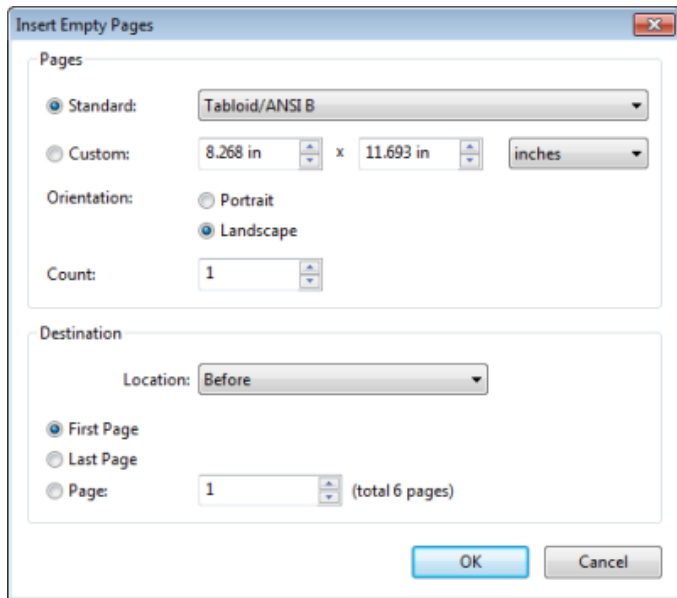 Insert Empty Pages
Pages
Standard: Tabloid/ANSI B
Custom: 8.268 in x 11.693 in inches
Orientation: Portrait
Landscape
Count: 1
Destination
Location: Before
First Page
Last Page
Page: 1 (total 6 pages)
OK Cancel